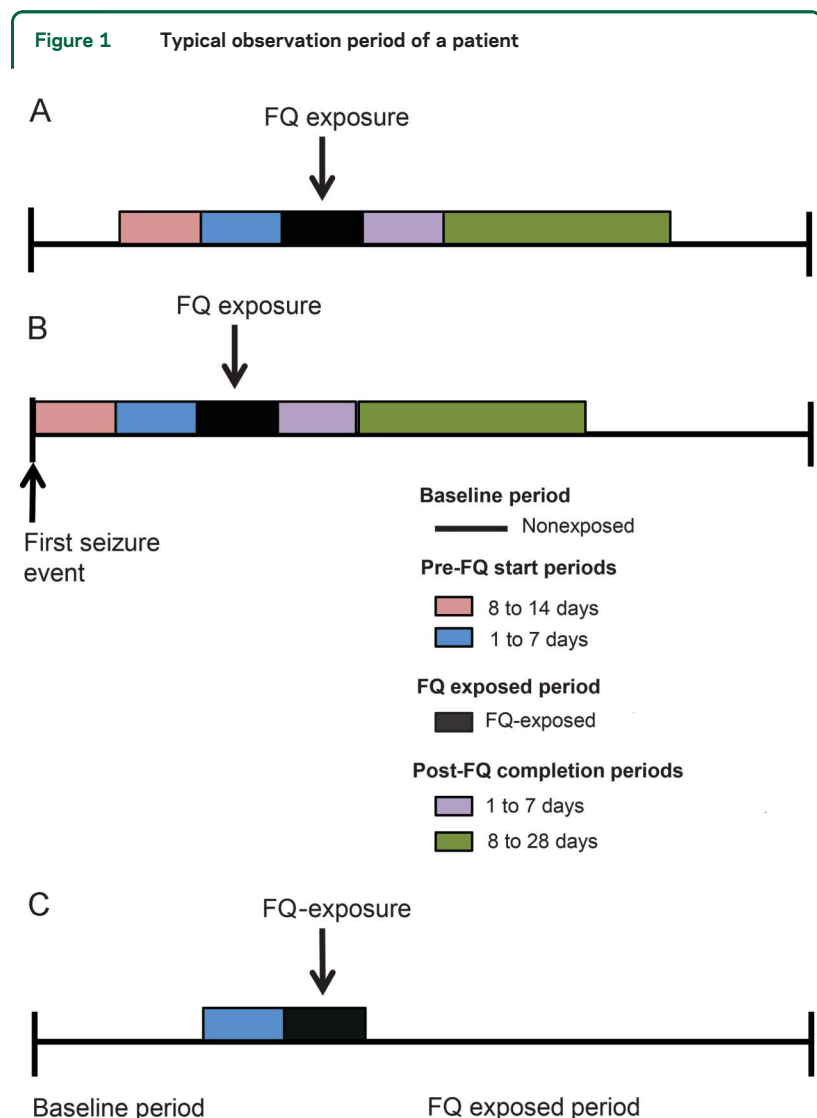 Figure 1 Typical observation period of a patient
A
FQ exposure
B
FQ exposure
First seizure
event
Baseline period
Nonexposed
Pre-FQ start periods
8 to 14 days
1 to 7 days
FQ exposed period
FQ-exposed
Post-FQ completion periods
1 to 7 days
8 to 28 days
C
FQ-exposure
Baseline period FQ exposed period